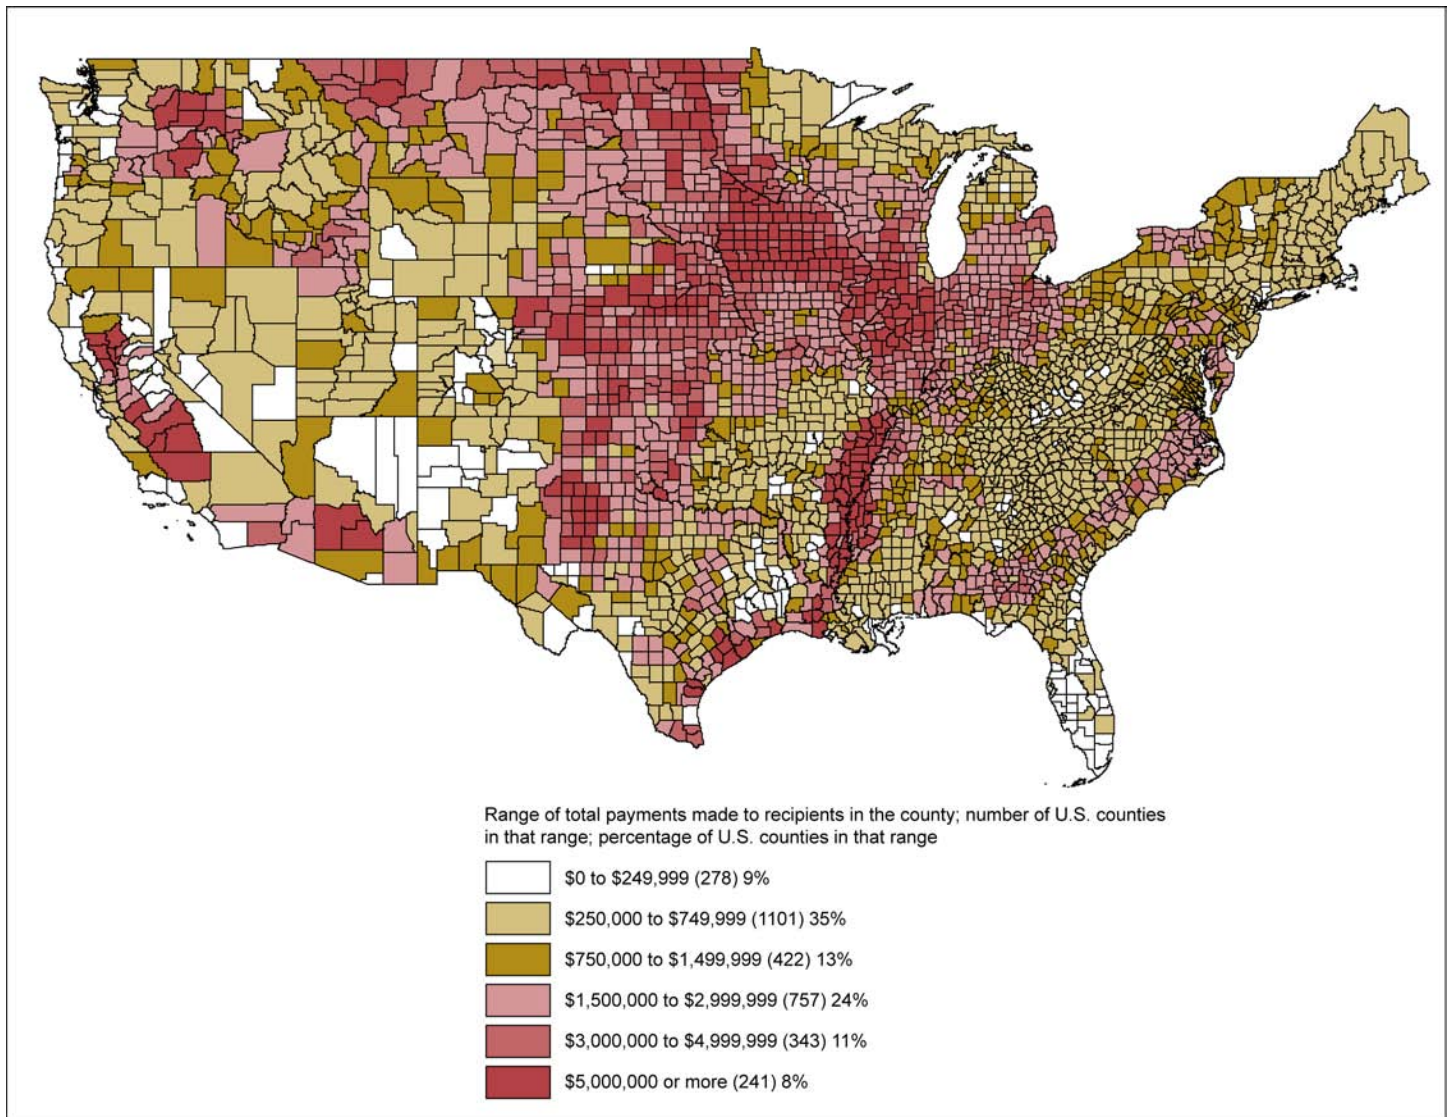 Range of total payments made to recipients in the county; number of U.S. counties
in that range; percentage of U.S. counties in that range
$0 to $249,999 (278) 9%
$250,000 to $749,999 (1101) 35%
$750,000 to $1,499,999 (422) 13%
$1,500,000 to $2,999,999 (757) 24%
$3,000,000 to $4,999,999 (343) 11%
$5,000,000 or more (241) 8%